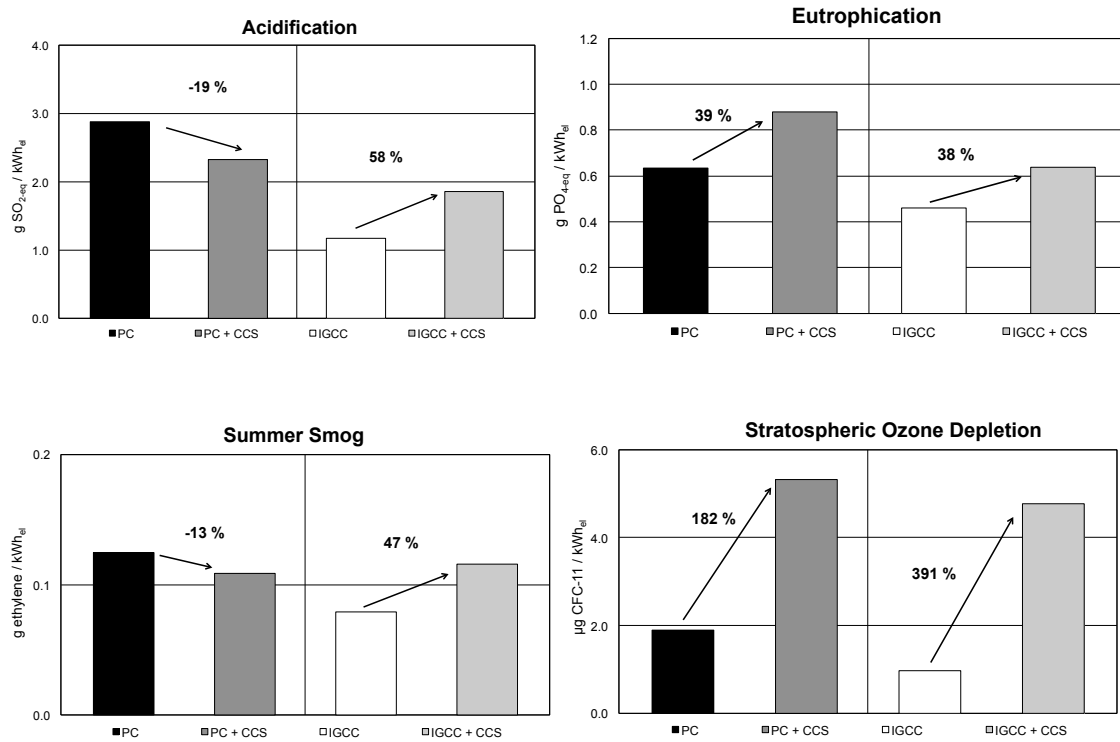 Acidification
4.0
3.0
2.0
1.0
0.0
g SO2-eq / kWhel
-19 %
58 %
PC
PC + CCS
IGCC
IGCC + CCS
Eutrophication
1.2
1.0
0.8
0.6
0.4
0.2
0.0
g PO4-eq / kWhel
39 %
38 %
PC
PC + CCS
IGCC
IGCC + CCS
Summer Smog
0.2
0.1
0.0
g ethylene / kWhel
-13 %
47 %
PC
PC + CCS
IGCC
IGCC + CCS
Stratospheric Ozone Depletion
6.0
4.0
2.0
0.0
µg CFC-11 / kWhel
182 %
391 %
PC
PC + CCS
IGCC
IGCC + CCS